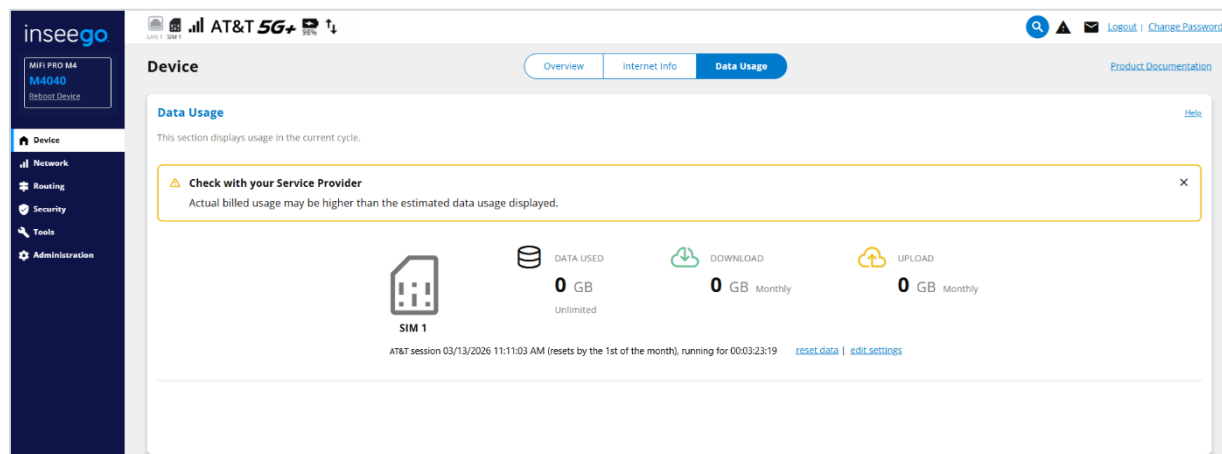 inseego
LAN 1 SIM 1 AT&T 5G+ 98%
Logout | Change Password
MIFI PRO M4
M4040
Reboot Device
Device
Overview Internet Info Data Usage
Product Documentation
Data Usage
Help
This section displays usage in the current cycle.
Device
Network
Routing
Security
Tools
Administration
Check with your Service Provider
Actual billed usage may be higher than the estimated data usage displayed.
DATA USED DOWNLOAD UPLOAD
0 GB 0 GB Monthly 0 GB Monthly
Unlimited
SIM 1
AT&T session 03/13/2026 11:11:03 AM (resets by the 1st of the month), running for 00:03:23:19 reset data | edit settings